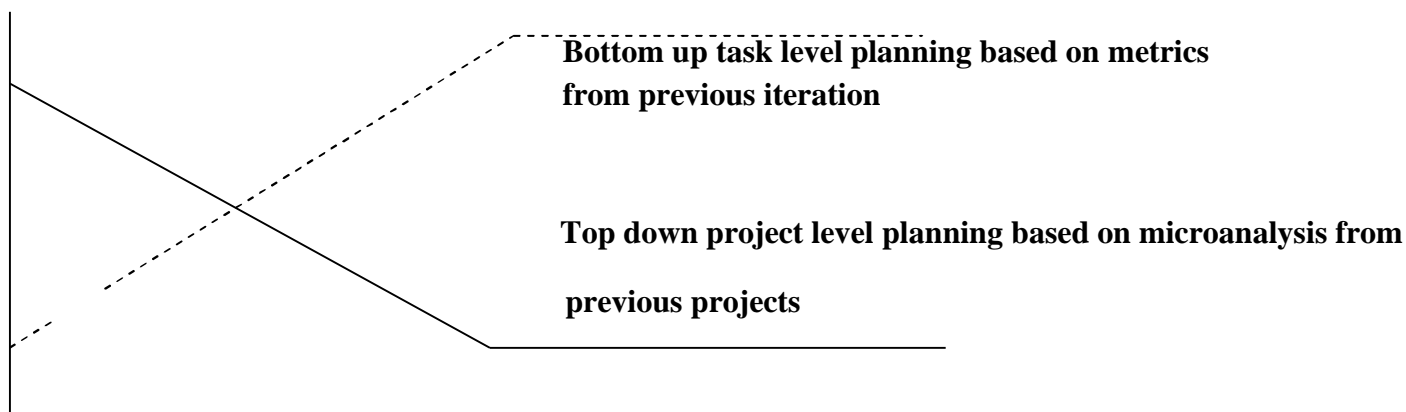 Bottom up task level planning based on metrics
from previous iteration
Top down project level planning based on microanalysis from
previous projects